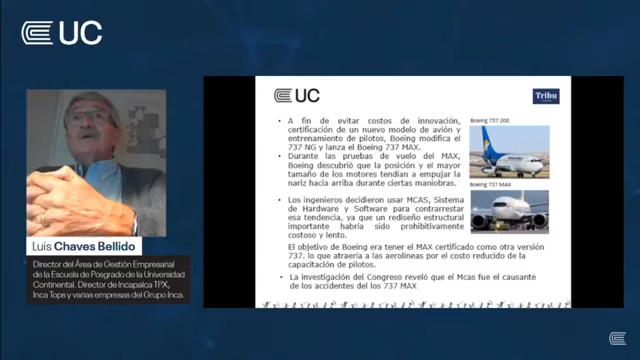 UC
Luis Chaves Bellido
Director del Área de Gestión Empresarial
de la Escuela de Posgrado de la Universidad
Continental. Director de Incapalca TPX,
Inca Tops y varias empresas del Grupo Inca.
UC
Tribu
A fin de evitar costos de innovación,
certificación de un nuevo modelo de avión y
entrenamiento de pilotos, Boeing modifica el
737 NG y lanza el Boeing 737 MAX.
Durante las pruebas de vuelo del MAX,
Boeing descubrió que la posición y el mayor
tamaño de los motores tendían a empujar la
nariz hacia arriba durante ciertas maniobras.
Los ingenieros decidieron usar MCAS, Sistema
de Hardware y Software para contrarrestar
esa tendencia, ya que un rediseño estructural
importante habría sido prohibitivamente
costoso y lento.
El objetivo de Boeing era tener el MAX certificado como otra versión
737, lo que atraería a las aerolíneas por el costo reducido de la
capacitación de pilotos.
La investigación del Congreso reveló que el Mcas fue el causante
de los accidentes del los 737 MAX
Boeing 737 200
Boeing 737 MAX